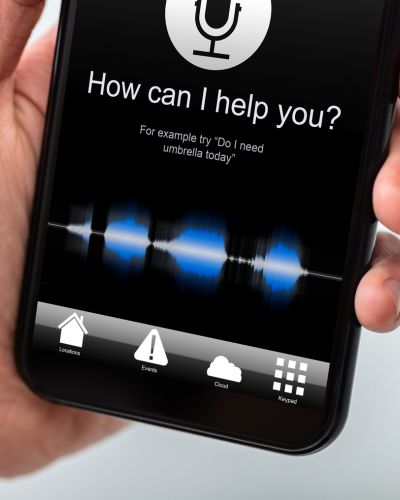 How can I help you?
For example try "Do I need
umbrella today"
Locations
Events
Cloud
Keypad